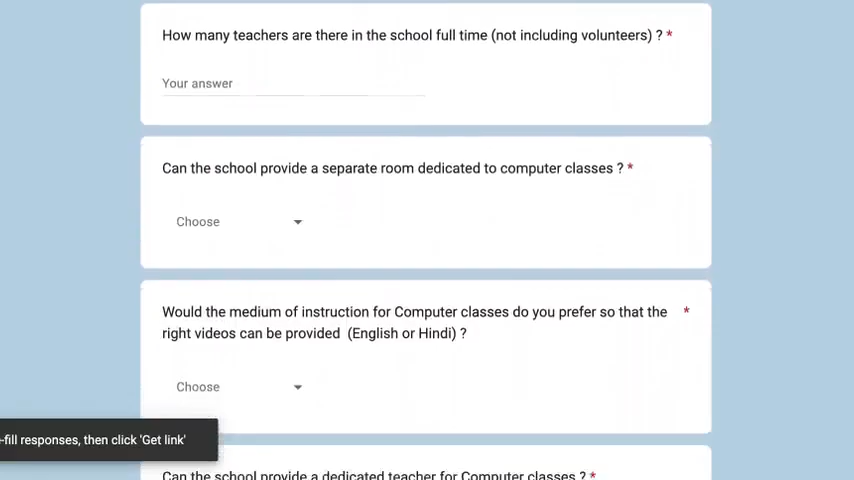 How many teachers are there in the school full time (not including volunteers) ? *
Your answer
Can the school provide a separate room dedicated to computer classes ? *
Choose
Would the medium of instruction for Computer classes do you prefer so that the *
right videos can be provided (English or Hindi) ?
Choose
-fill responses, then click 'Get link'
Can the school provide a dedicated teacher for Computer classes ? *